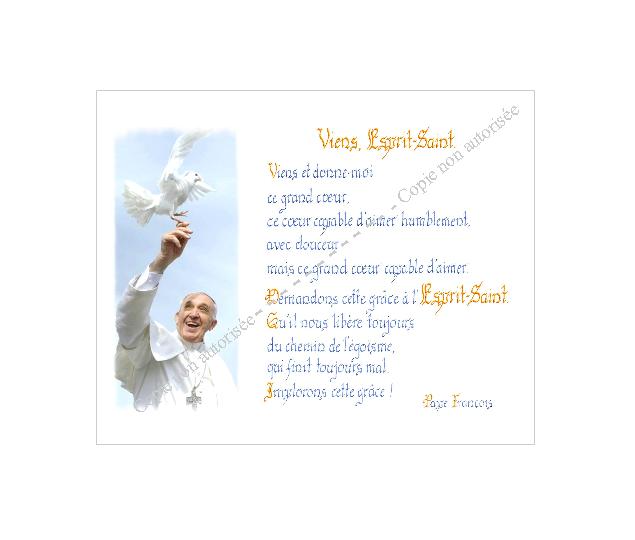 Viens, Esprit-Saint
Viens et donne-moi
ce grand cœur,
ce cœur capable d'aimer humblement,
avec douceur
mais ce grand cœur capable d'aimer.
Demandons cette grâce à l'Esprit-Saint.
Qu'il nous libère toujours
du chemin de l'égoïsme,
qui finit toujours mal.
Implorons cette grâce !
Pape François
Copie non autorisée - - - - - - - - - - - - Copie non autorisée